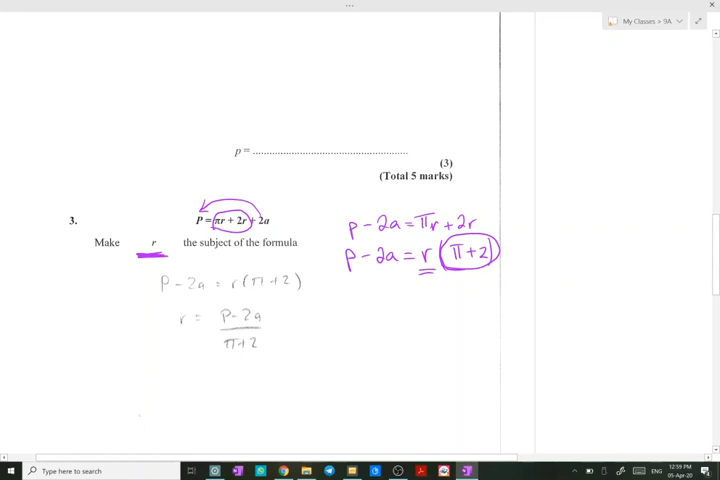 My Classes > 9A
p = ........................................................
(3)
(Total 5 marks)
3.
P = πr + 2r + 2a
Make r the subject of the formula
p - 2a = πr + 2r
p - 2a = r (π + 2)
P - 2a = r (π + 2)
r = P - 2a
π + 2
Type here to search
ENG
12:59 PM
05-Apr-20